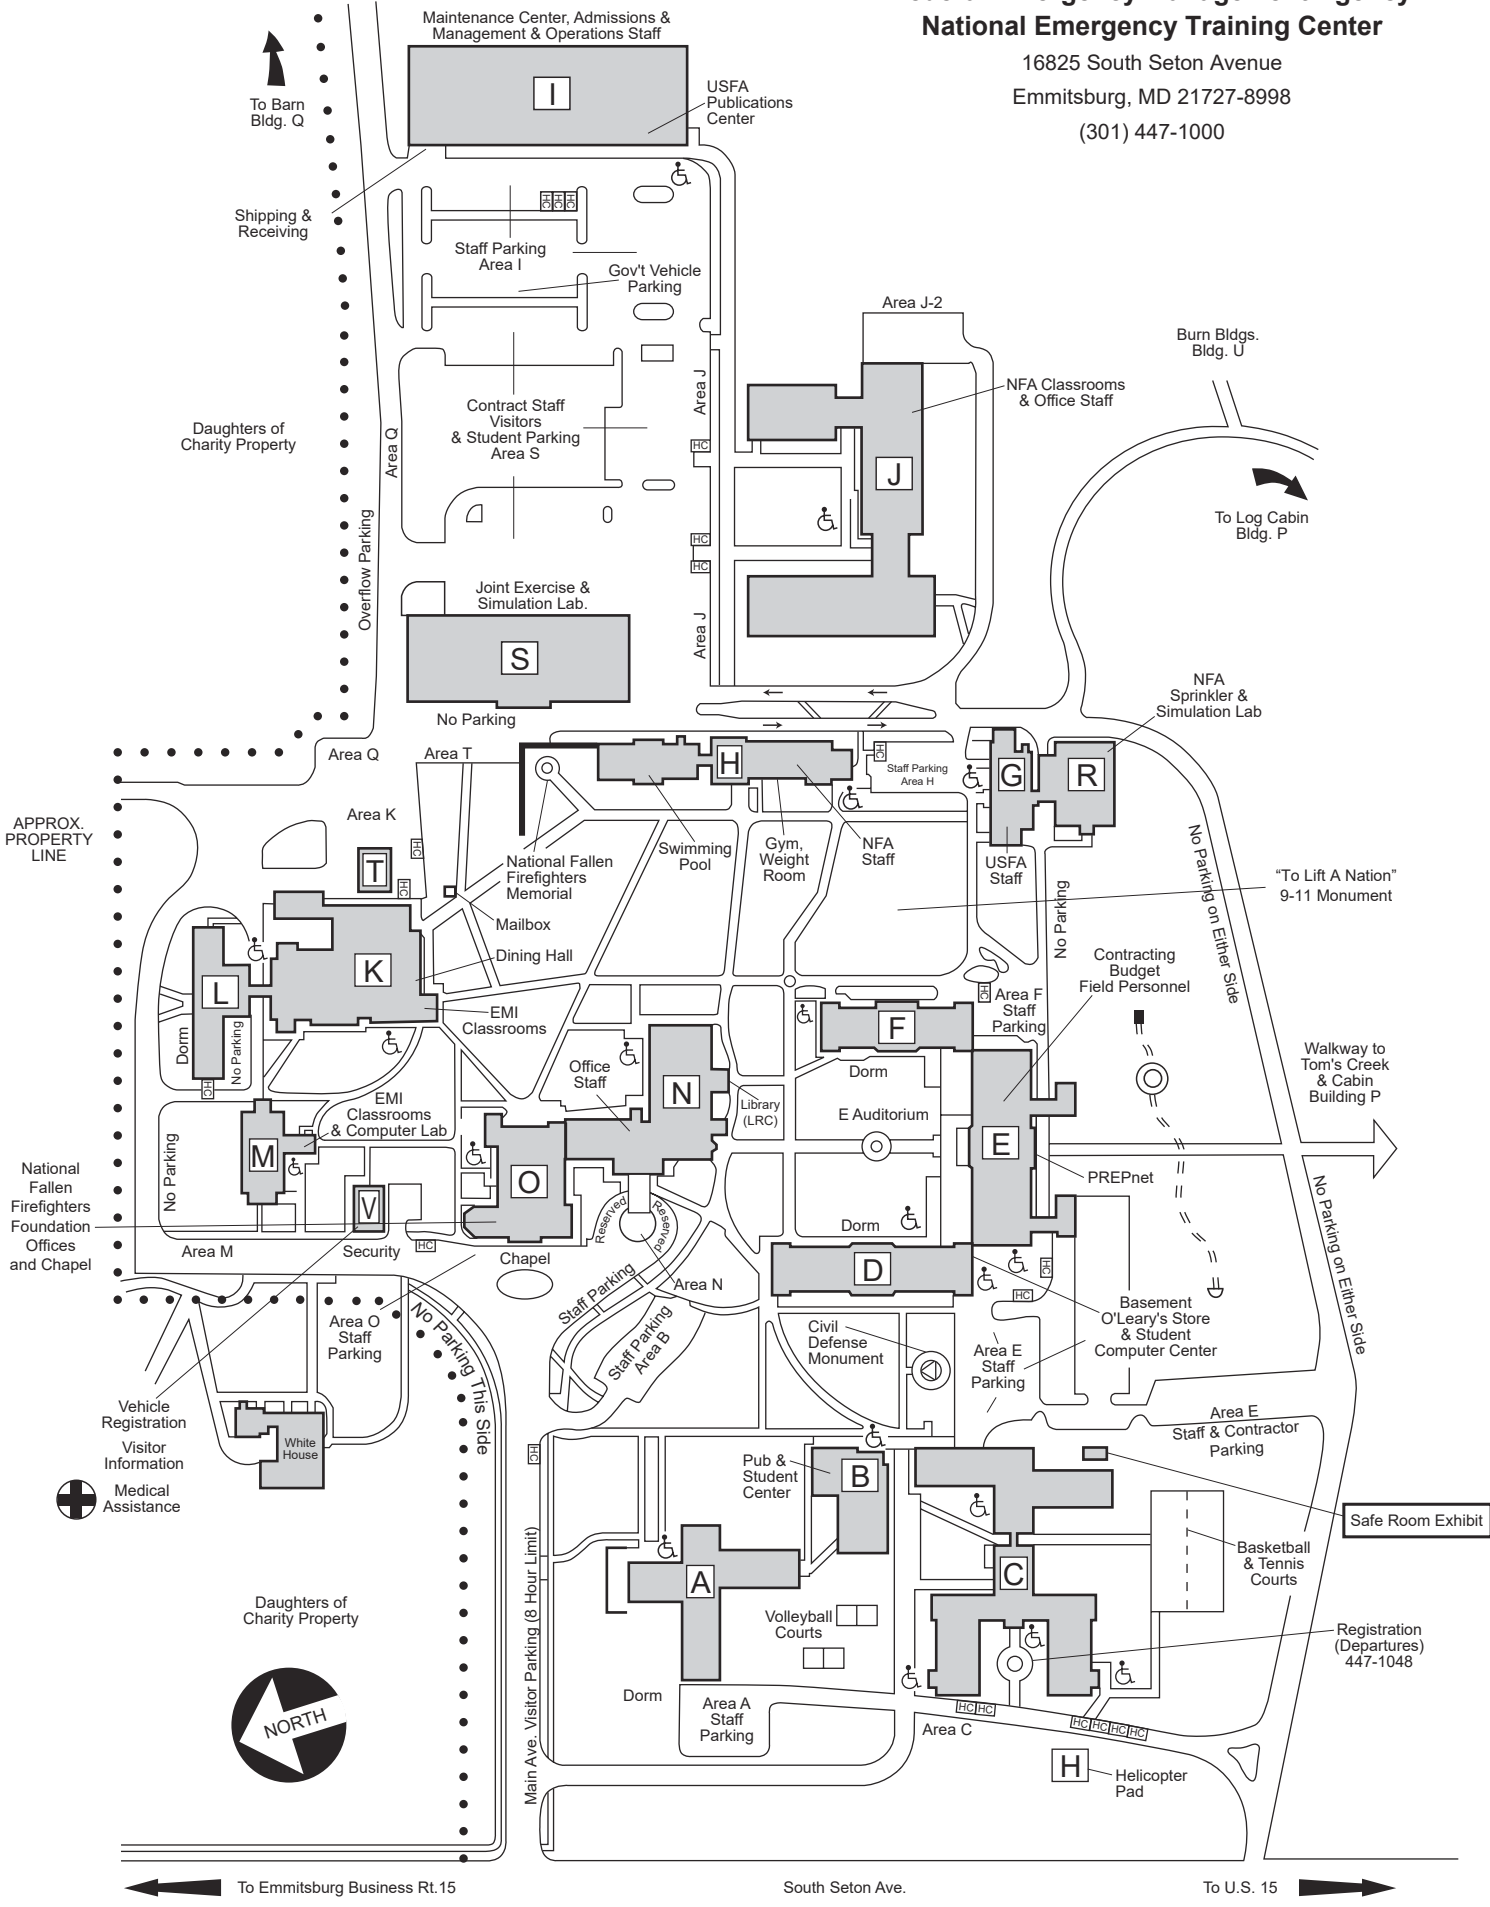 National Emergency Training Center
16825 South Seton Avenue
Emmitsburg, MD 21727-8998
(301) 447-1000
Maintenance Center, Admissions &
Management & Operations Staff
I
USFA
Publications
Center
To Barn
Bldg. Q
Shipping &
Receiving
HC HC HC
Staff Parking
Area I
Gov't Vehicle
Parking
Area J-2
Burn Bldgs.
Bldg. U
NFA Classrooms
& Office Staff
Area J
Contract Staff
Visitors
& Student Parking
Area S
Daughters of
Charity Property
Area Q
HC
J
To Log Cabin
Bldg. P
Overflow Parking
HC
HC
Joint Exercise &
Simulation Lab.
S
Area J
No Parking
NFA
Sprinkler &
Simulation Lab
Area Q
Area T
H
HC
Staff Parking
Area H
G
R
APPROX.
PROPERTY
LINE
Area K
HC
T
HC
National Fallen
Firefighters
Memorial
Swimming
Pool
Gym,
Weight
Room
NFA
Staff
USFA
Staff
No Parking
No Parking on Either Side
“To Lift A Nation”
9-11 Monument
Mailbox
Dining Hall
K
L
EMI
Classrooms
Contracting
Budget
Field Personnel
HC
Area F
Staff
Parking
F
Dorm
No Parking
HC
Office
Staff
N
Library
(LRC)
Dorm
E Auditorium
E
Walkway to
Tom's Creek
& Cabin
Building P
EMI
Classrooms
& Computer Lab
M
No Parking
V
O
PREPnet
National
Fallen
Firefighters
Foundation
Offices
and Chapel
Reserved
Reserved
Dorm
No Parking on Either Side
Area M
Security
HC
Chapel
Area N
D
HC
HC
Staff Parking
Staff Parking
Area B
Area O
Staff
Parking
No Parking This Side
Civil
Defense
Monument
Area E
Staff
Parking
Basement
O'Leary's Store
& Student
Computer Center
Vehicle
Registration
Visitor
Information
Medical
Assistance
White
House
HC
Area E
Staff & Contractor
Parking
Pub &
Student
Center
B
Safe Room Exhibit
Main Ave. Visitor Parking (8 Hour Limit)
A
C
Basketball
& Tennis
Courts
Daughters of
Charity Property
Volleyball
Courts
Registration
(Departures)
447-1048
NORTH
Dorm
Area A
Staff
Parking
HC HC
Area C
HC HC HC HC
H
Helicopter
Pad
To Emmitsburg Business Rt.15
South Seton Ave.
To U.S. 15